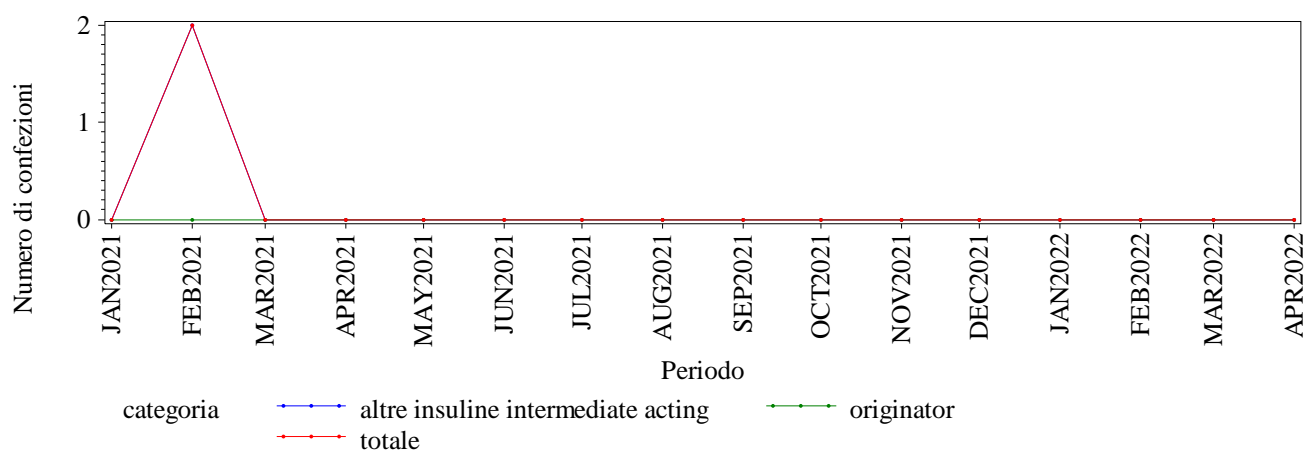 Numero di confezioni
2
1
0
JAN2021
FEB2021
MAR2021
APR2021
MAY2021
JUN2021
JUL2021
AUG2021
SEP2021
OCT2021
NOV2021
DEC2021
JAN2022
FEB2022
MAR2022
APR2022
Periodo
categoria
altre insuline intermediate acting
originator
totale